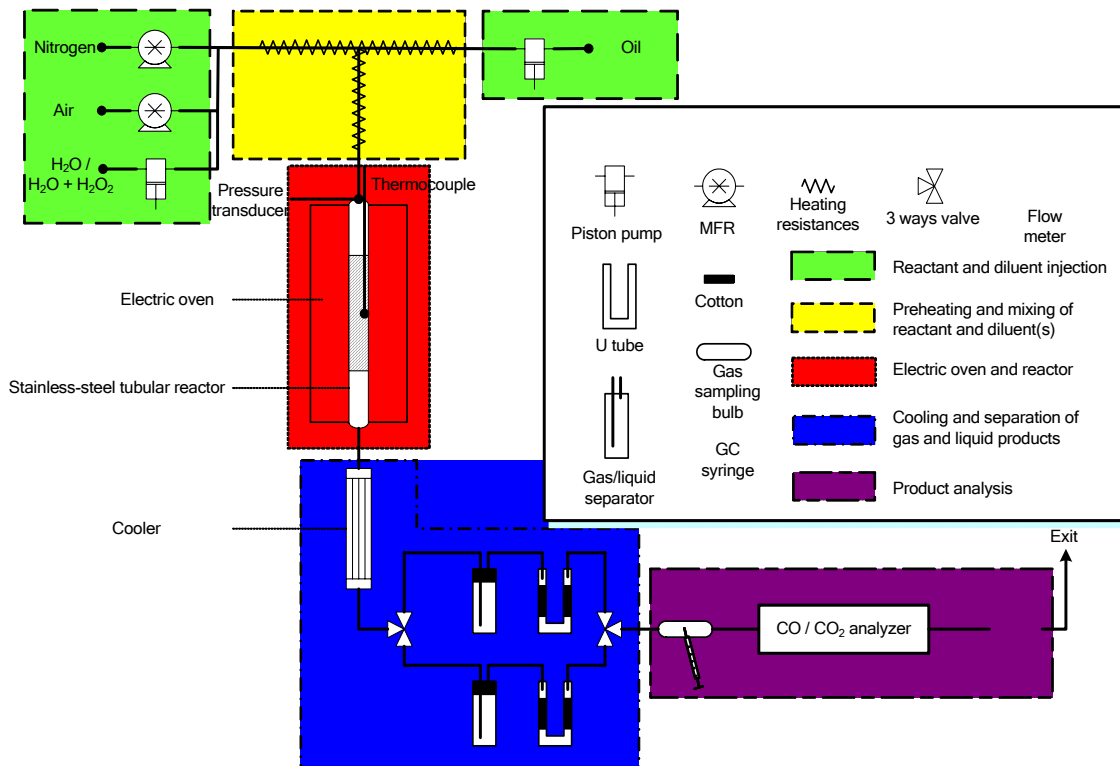 Nitrogen
Oil
Air
H₂O /
H₂O + H₂O₂
Pressure
transducer
Thermocouple
Electric oven
Stainless-steel tubular reactor
Cooler
Piston pump
MFR
Heating
resistances
3 ways valve
Flow
meter
U tube
Cotton
Gas
sampling
bulb
Gas/liquid
separator
GC
syringe
Reactant and diluent injection
Preheating and mixing of
reactant and diluent(s)
Electric oven and reactor
Cooling and separation of
gas and liquid products
Product analysis
Exit
CO / CO₂ analyzer